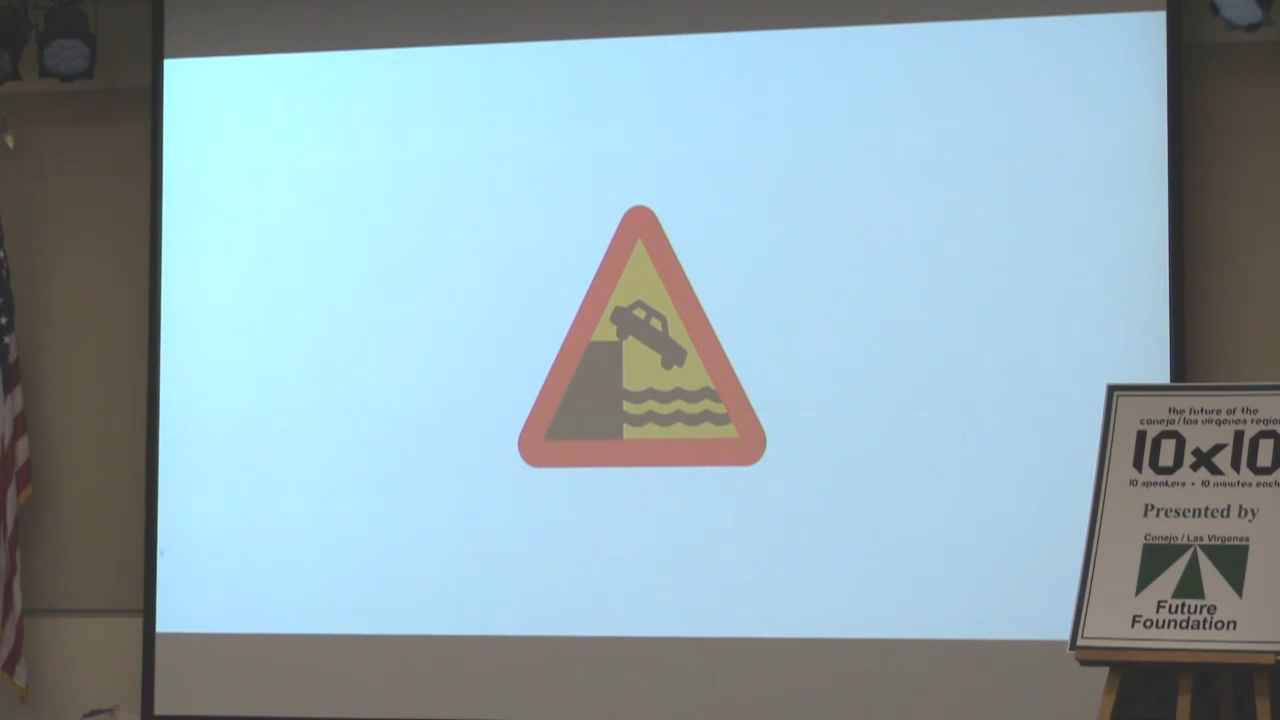 the future of the
conejo/las virgenes regio
10x10
10 speakers • 10 minutes each
Presented by
Conejo / Las Virgenes
Future
Foundation